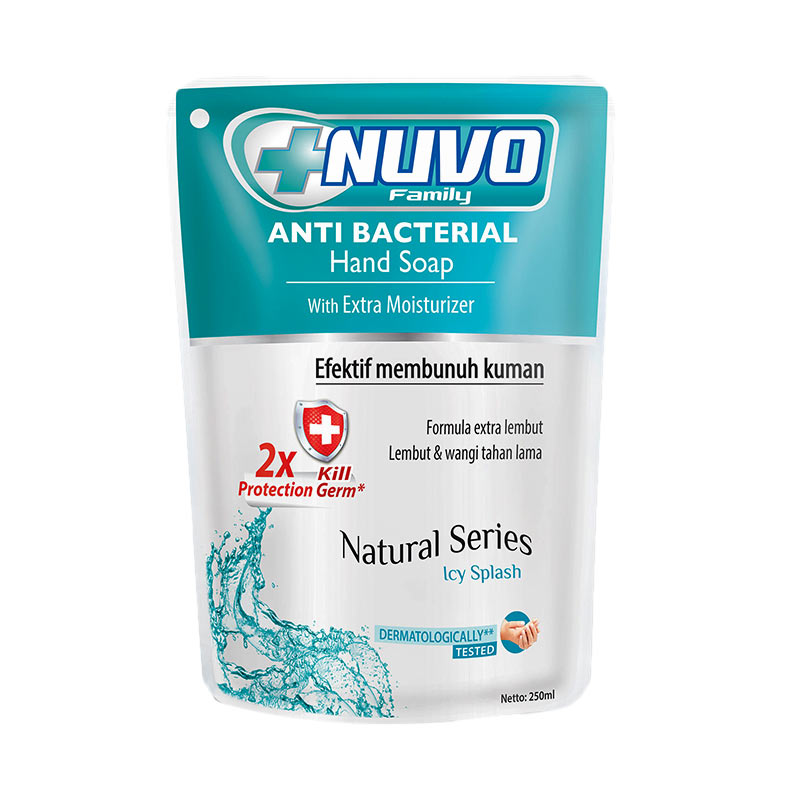 NUVO
Family
ANTI BACTERIAL
Hand Soap
With Extra Moisturizer
Efektif membunuh kuman
Formula extra lembut
Lembut & wangi tahan lama
2x Kill
Protection Germ*
Natural Series
Icy Splash
DERMATOLOGICALLY**
TESTED
Netto: 250ml